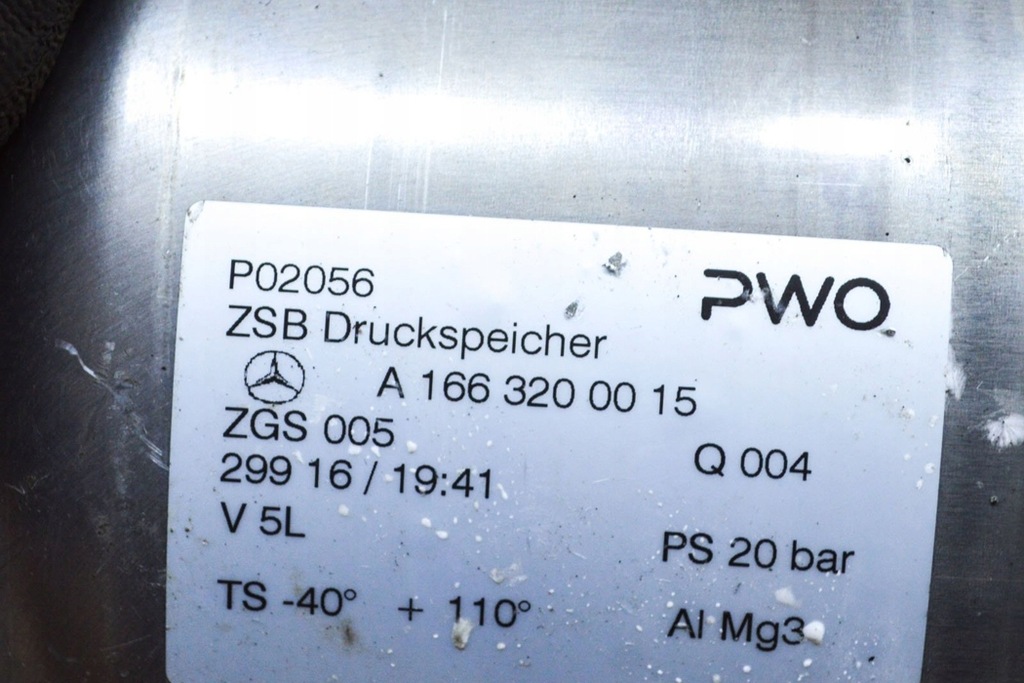 P02056
PWO
ZSB Druckspeicher
A 166 320 00 15
ZGS 005
Q 004
299 16 / 19:41
V 5L
PS 20 bar
TS -40° + 110°
Al Mg3